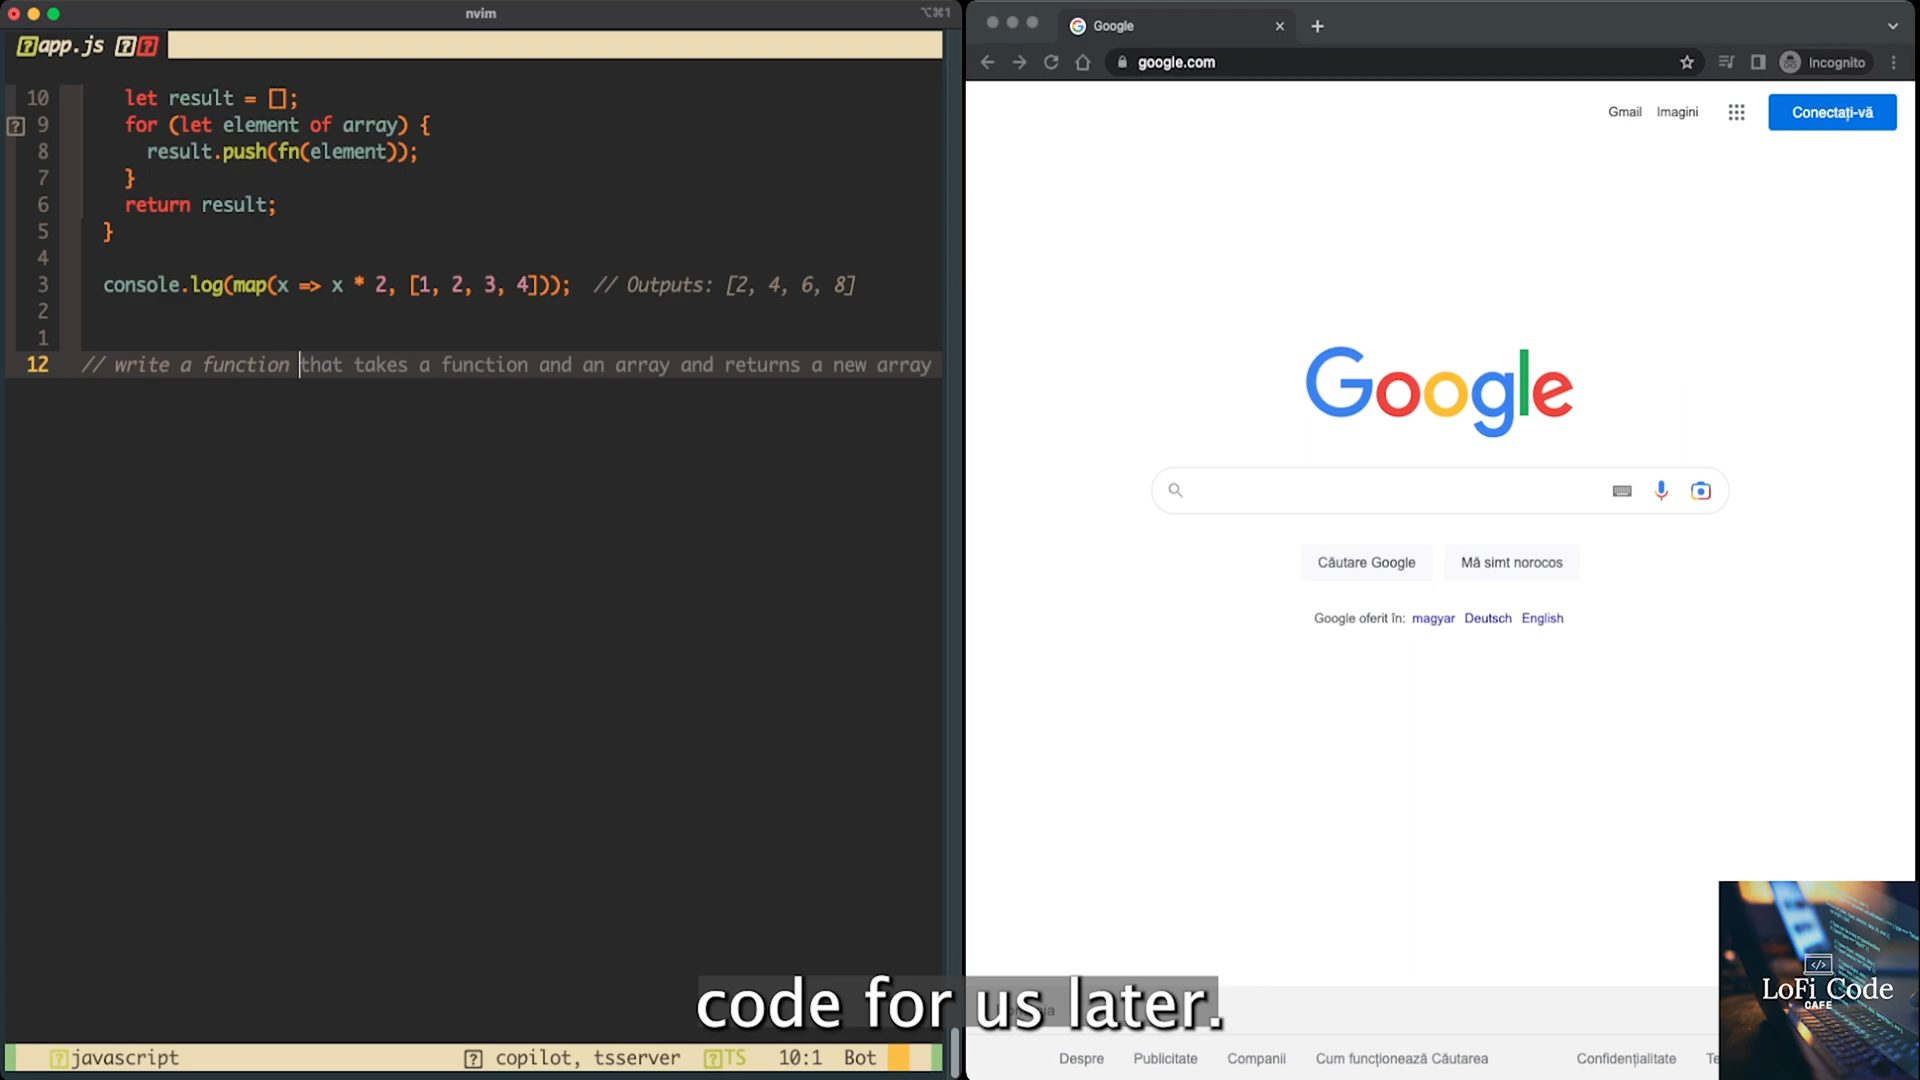 nvim
⌥⌘1
app.js
10 let result = [];
9 for (let element of array) {
8 result.push(fn(element));
7 }
6 return result;
5 }
4
3 console.log(map(x => x * 2, [1, 2, 3, 4])); // Outputs: [2, 4, 6, 8]
2
1
12 // write a function that takes a function and an array and returns a new array
javascript
copilot, tsserver
TS
10:1
Bot
Google
google.com
Incognito
Gmail
Imagini
Conectați-vă
Google
Căutare Google
Mă simt norocos
Google oferit în: magyar Deutsch English
Despre
Publicitate
Companii
Cum funcționează Căutarea
Confidențialitate
code for us later.
</>
LoFi Code
CAFE